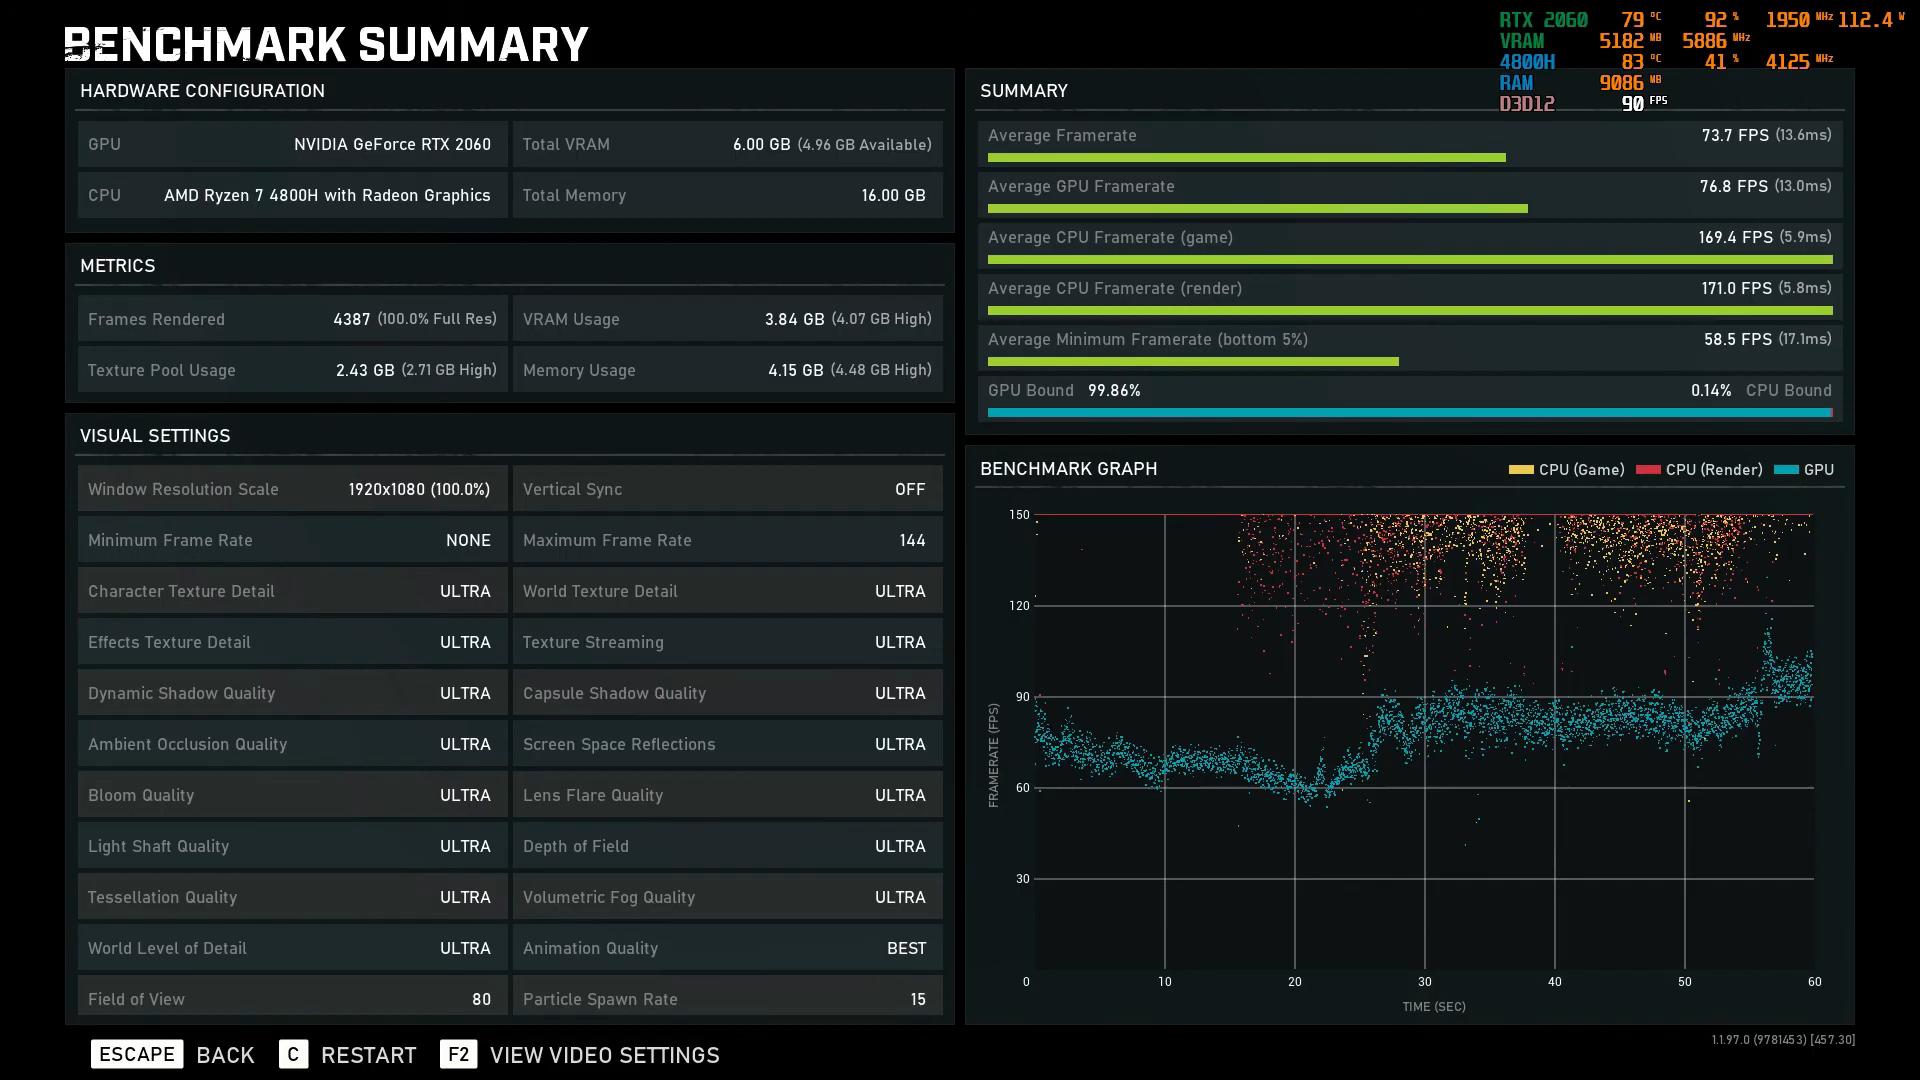 BENCHMARK SUMMARY
RTX 2060 79 °C 92 % 1950 MHz 112.4 W
VRAM 5182 MB 5886 MHz
4800H 83 °C 41 % 4125 MHz
RAM 9086 MB
D3D12 90 FPS
HARDWARE CONFIGURATION
GPU NVIDIA GeForce RTX 2060 Total VRAM 6.00 GB (4.96 GB Available)
CPU AMD Ryzen 7 4800H with Radeon Graphics Total Memory 16.00 GB
METRICS
Frames Rendered 4387 (100.0% Full Res) VRAM Usage 3.84 GB (4.07 GB High)
Texture Pool Usage 2.43 GB (2.71 GB High) Memory Usage 4.15 GB (4.48 GB High)
VISUAL SETTINGS
Window Resolution Scale 1920x1080 (100.0%) Vertical Sync OFF
Minimum Frame Rate NONE Maximum Frame Rate 144
Character Texture Detail ULTRA World Texture Detail ULTRA
Effects Texture Detail ULTRA Texture Streaming ULTRA
Dynamic Shadow Quality ULTRA Capsule Shadow Quality ULTRA
Ambient Occlusion Quality ULTRA Screen Space Reflections ULTRA
Bloom Quality ULTRA Lens Flare Quality ULTRA
Light Shaft Quality ULTRA Depth of Field ULTRA
Tessellation Quality ULTRA Volumetric Fog Quality ULTRA
World Level of Detail ULTRA Animation Quality BEST
Field of View 80 Particle Spawn Rate 15
SUMMARY
Average Framerate 73.7 FPS (13.6ms)
Average GPU Framerate 76.8 FPS (13.0ms)
Average CPU Framerate (game) 169.4 FPS (5.9ms)
Average CPU Framerate (render) 171.0 FPS (5.8ms)
Average Minimum Framerate (bottom 5%) 58.5 FPS (17.1ms)
GPU Bound 99.86% 0.14% CPU Bound
BENCHMARK GRAPH CPU (Game) CPU (Render) GPU
150
120
90
60
30
FRAMERATE (FPS)
0 10 20 30 40 50 60
TIME (SEC)
ESCAPE BACK C RESTART F2 VIEW VIDEO SETTINGS
1.1.97.0 (9781453) [457.30]